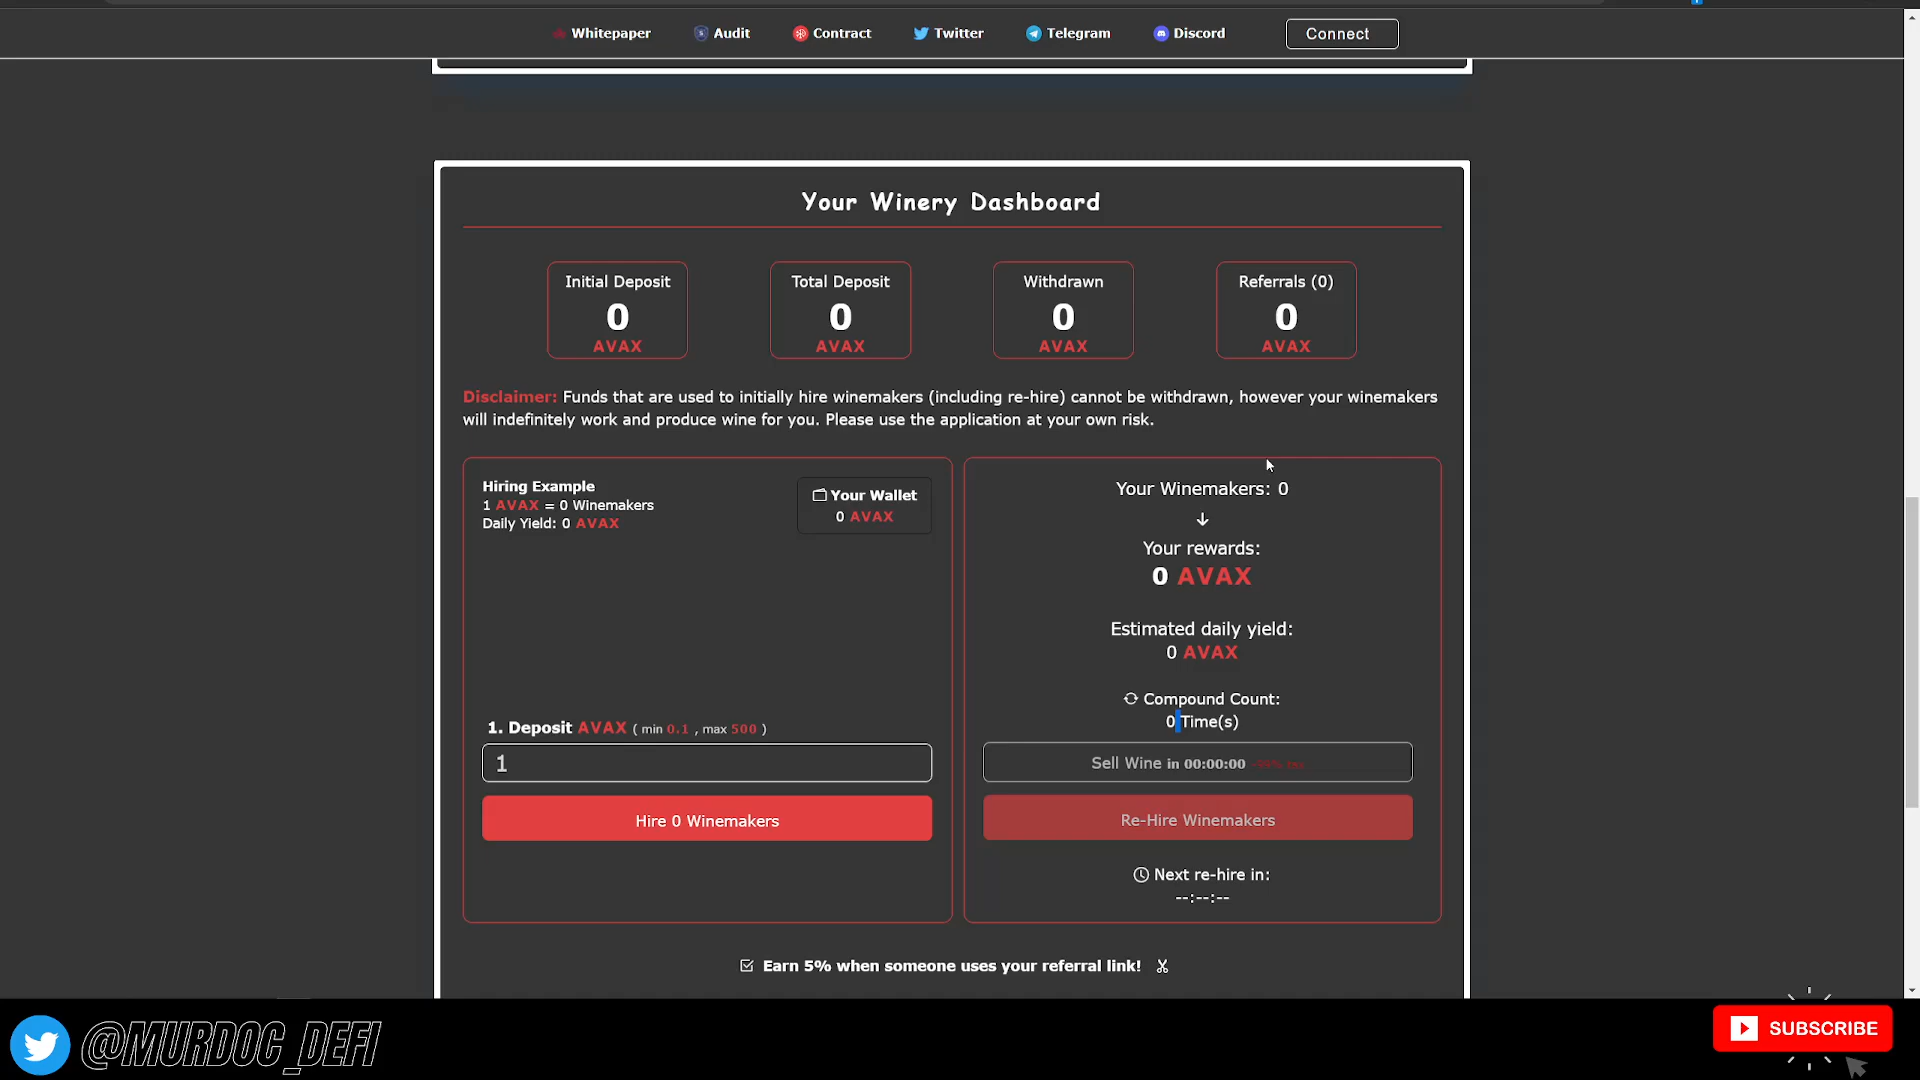 Whitepaper
Audit
Contract
Twitter
Telegram
Discord
Connect
Your Winery Dashboard
Initial Deposit
0
AVAX
Total Deposit
0
AVAX
Withdrawn
0
AVAX
Referrals (0)
0
AVAX
Disclaimer: Funds that are used to initially hire winemakers (including re-hire) cannot be withdrawn, however your winemakers
will indefinitely work and produce wine for you. Please use the application at your own risk.
Hiring Example
1 AVAX = 0 Winemakers
Daily Yield: 0 AVAX
Your Wallet
0 AVAX
1. Deposit AVAX ( min 0.1 , max 500 )
1
Hire 0 Winemakers
Your Winemakers: 0
↓
Your rewards:
0 AVAX
Estimated daily yield:
0 AVAX
Compound Count:
0 Time(s)
Sell Wine in 00:00:00
Re-Hire Winemakers
Next re-hire in:
--:--:--
Earn 5% when someone uses your referral link!
@MURDOC_DEFI
SUBSCRIBE